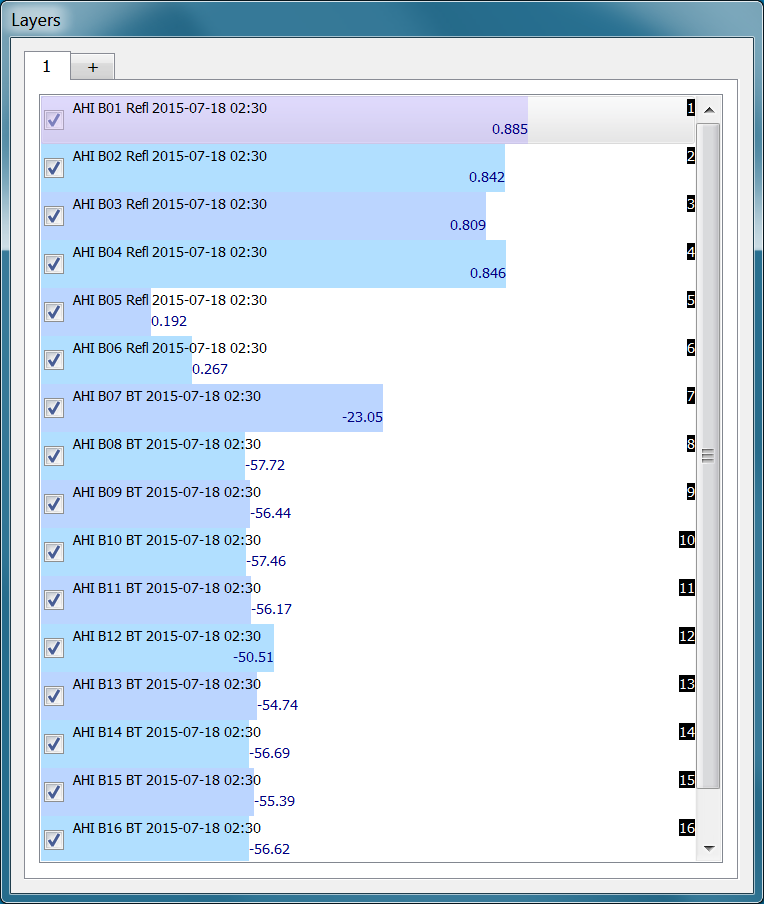 Layers
1 +
AHI B01 Refl 2015-07-18 02:30 1
0.885
AHI B02 Refl 2015-07-18 02:30 2
0.842
AHI B03 Refl 2015-07-18 02:30 3
0.809
AHI B04 Refl 2015-07-18 02:30 4
0.846
AHI B05 Refl 2015-07-18 02:30 5
0.192
AHI B06 Refl 2015-07-18 02:30 6
0.267
AHI B07 BT 2015-07-18 02:30 7
-23.05
AHI B08 BT 2015-07-18 02:30 8
-57.72
AHI B09 BT 2015-07-18 02:30 9
-56.44
AHI B10 BT 2015-07-18 02:30 10
-57.46
AHI B11 BT 2015-07-18 02:30 11
-56.17
AHI B12 BT 2015-07-18 02:30 12
-50.51
AHI B13 BT 2015-07-18 02:30 13
-54.74
AHI B14 BT 2015-07-18 02:30 14
-56.69
AHI B15 BT 2015-07-18 02:30 15
-55.39
AHI B16 BT 2015-07-18 02:30 16
-56.62